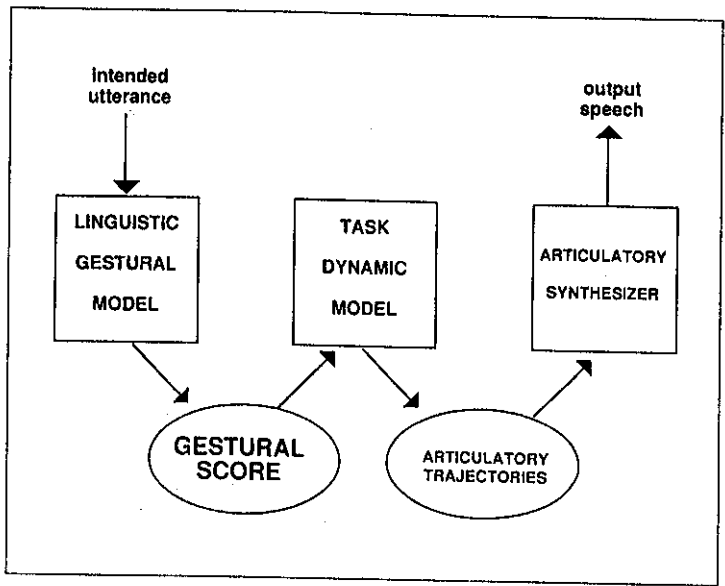 intended
utterance
output
speech
LINGUISTIC
GESTURAL
MODEL
TASK
DYNAMIC
MODEL
ARTICULATORY
SYNTHESIZER
GESTURAL
SCORE
ARTICULATORY
TRAJECTORIES